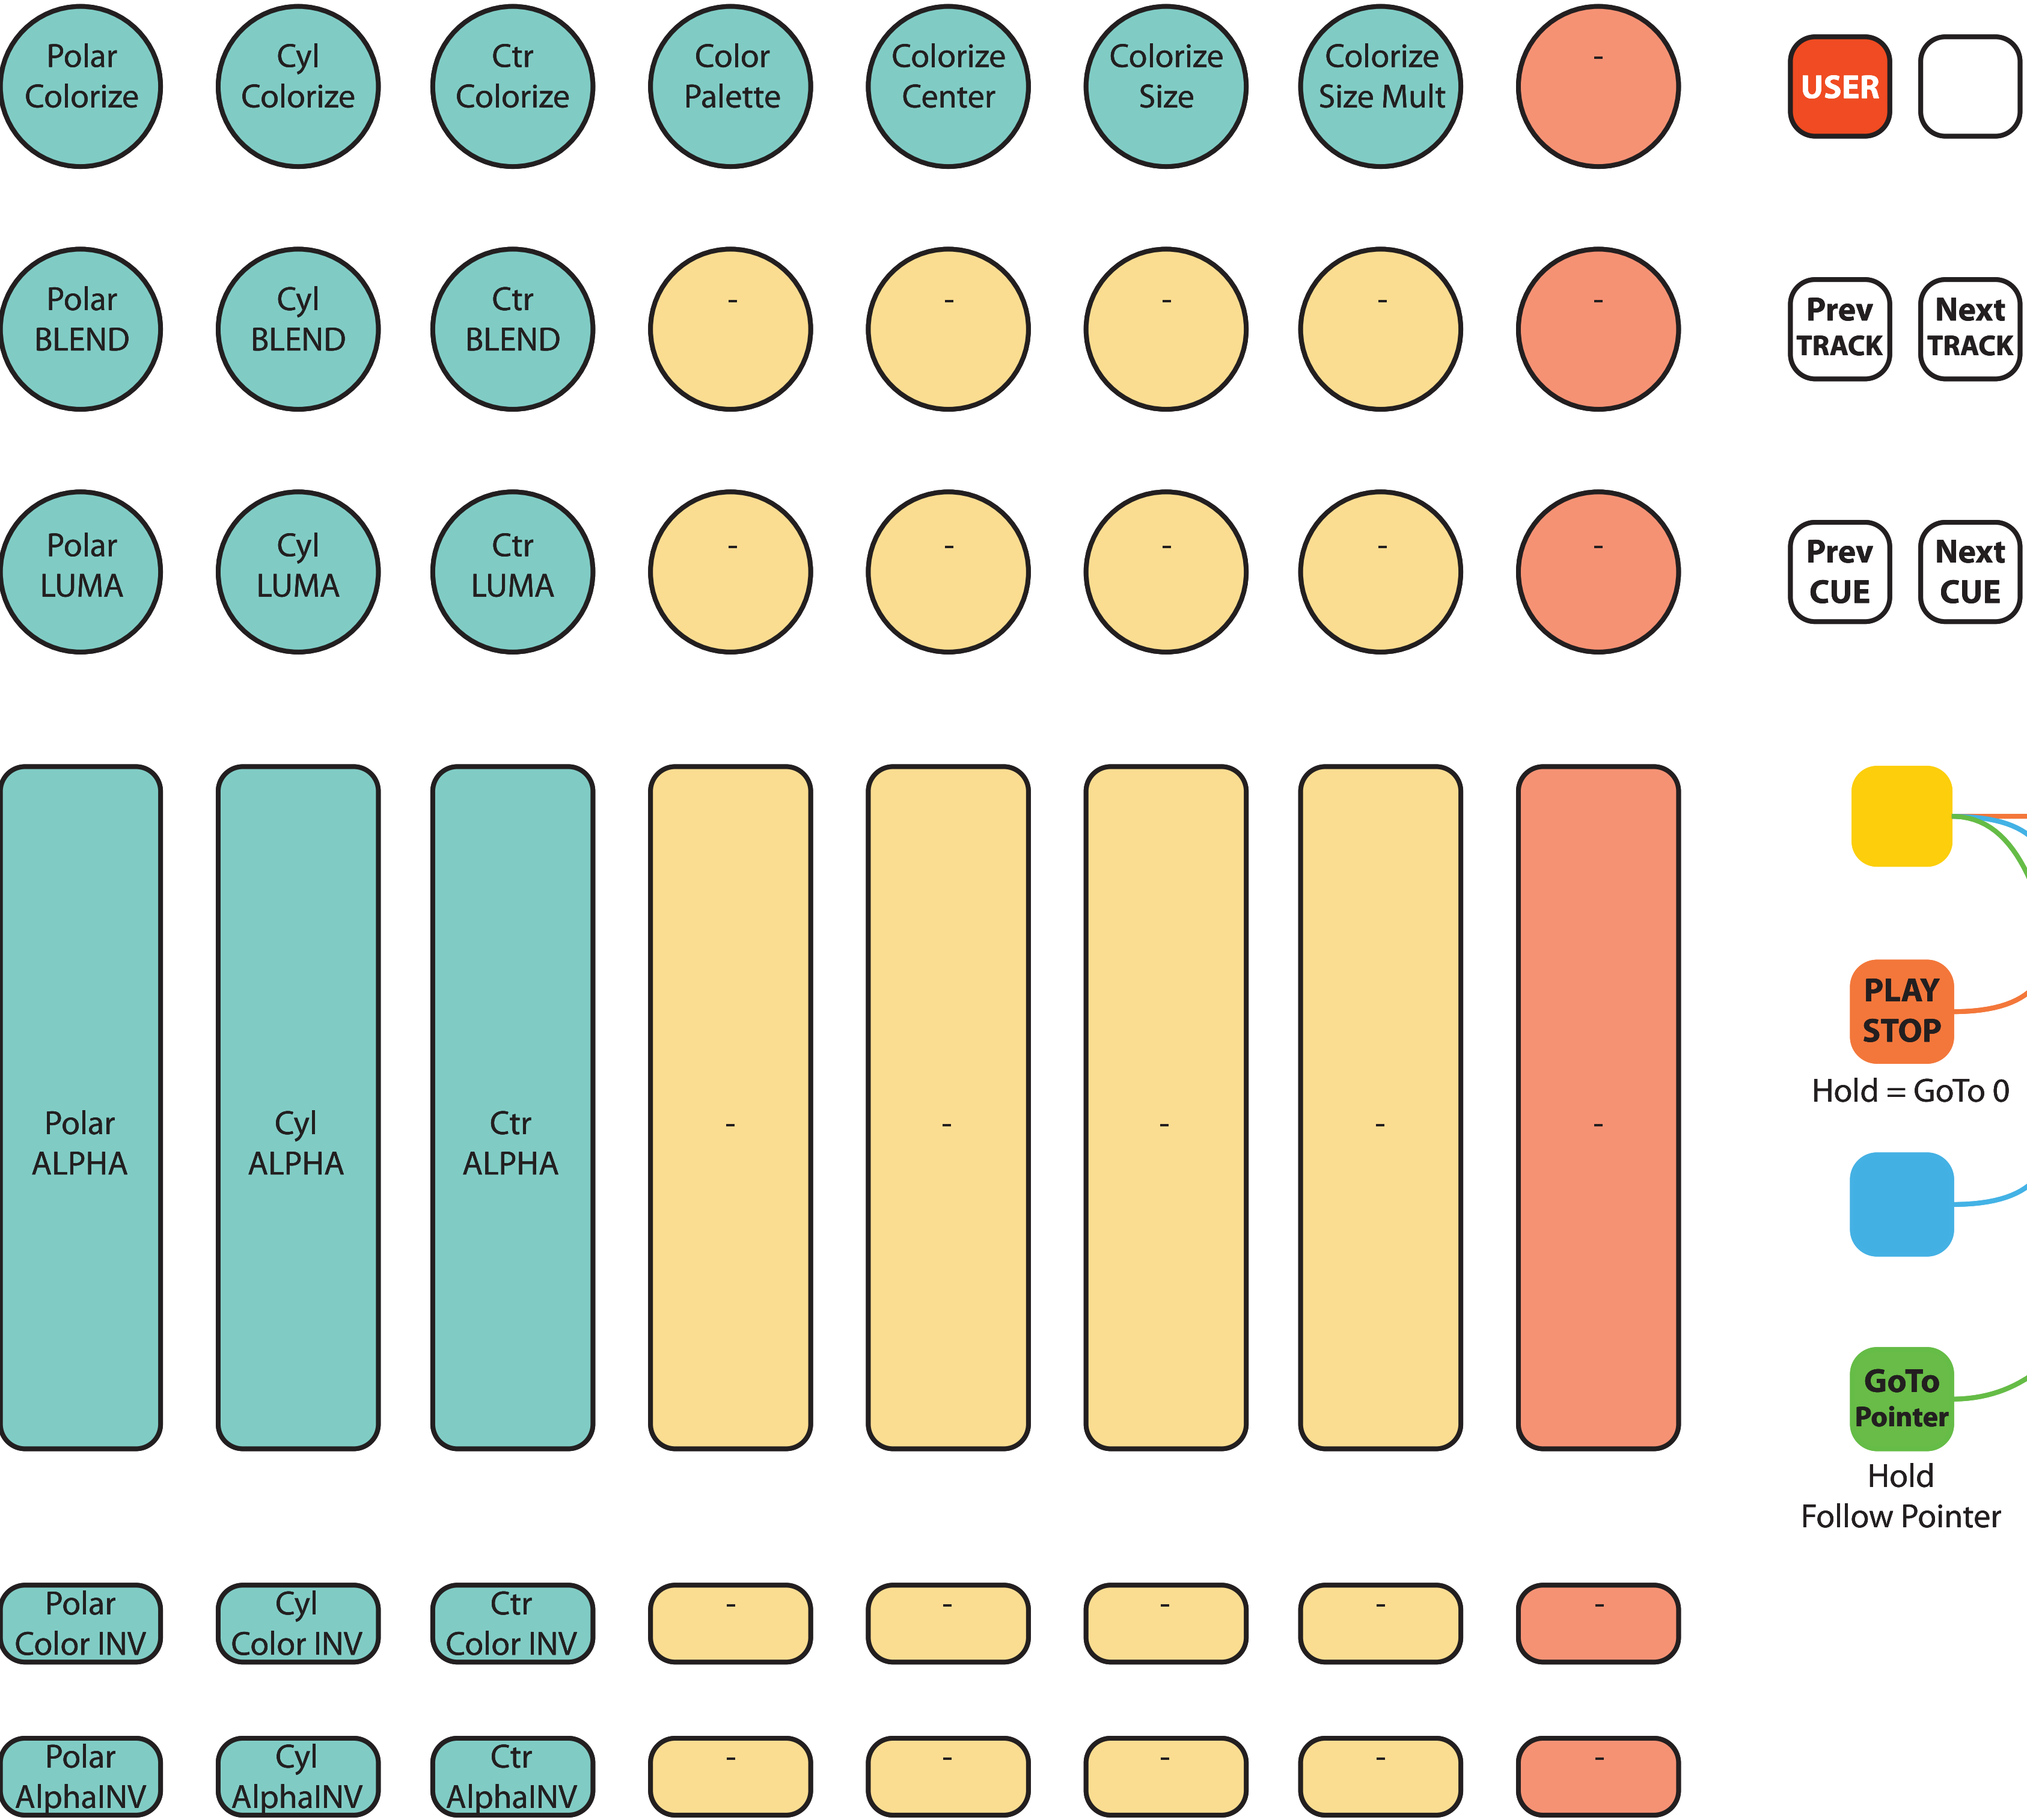 Polar
Colorize
Cyl
Colorize
Ctr
Colorize
Color
Palette
Colorize
Center
Colorize
Size
Colorize
Size Mult
-
USER
Polar
BLEND
Cyl
BLEND
Ctr
BLEND
-
-
-
-
-
Prev
TRACK
Next
TRACK
Polar
LUMA
Cyl
LUMA
Ctr
LUMA
-
-
-
-
-
Prev
CUE
Next
CUE
Polar
ALPHA
Cyl
ALPHA
Ctr
ALPHA
-
-
-
-
-
PLAY
STOP
Hold = GoTo 0
GoTo
Pointer
Hold
Follow Pointer
Polar
Color INV
Cyl
Color INV
Ctr
Color INV
-
-
-
-
-
Polar
AlphaINV
Cyl
AlphaINV
Ctr
AlphaINV
-
-
-
-
-